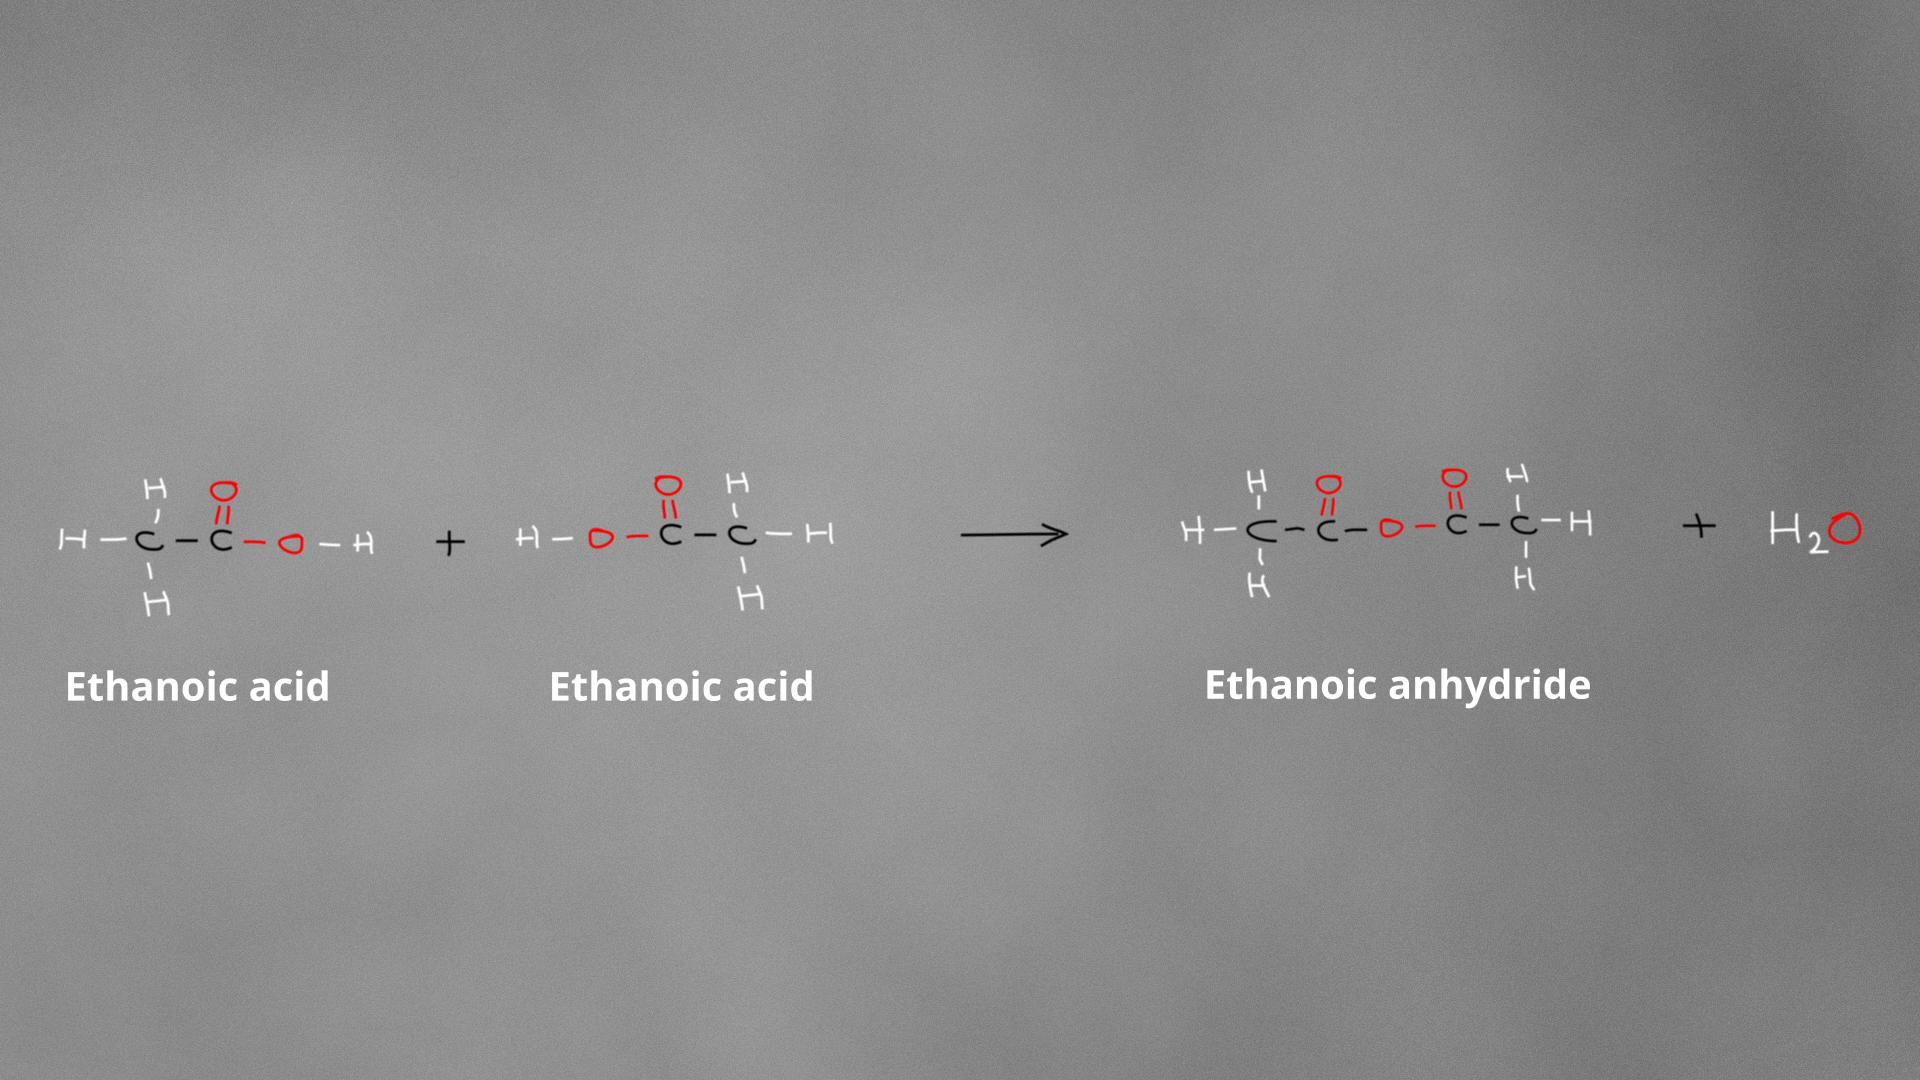 H O O H H O O H
H – C – C – O – H + H – O – C – C – H → H – C – C – O – C – C – H + H₂O
H H H H
Ethanoic acid Ethanoic acid Ethanoic anhydride